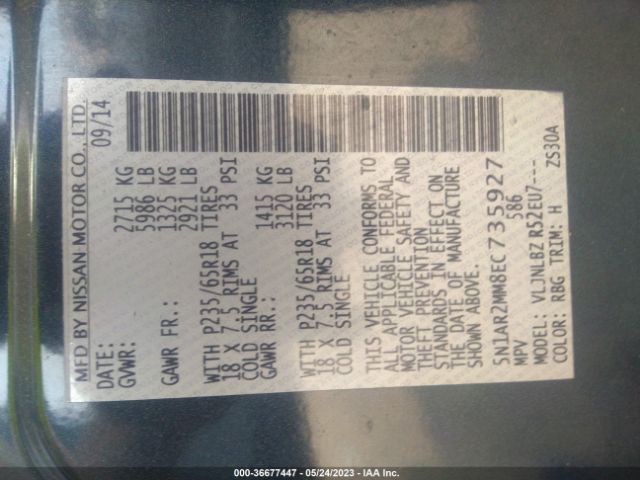 MFD BY NISSAN MOTOR CO., LTD.
DATE: 09/14
GVWR: 2715 KG
5986 LB
GAWR FR.: 1325 KG
2921 LB
WITH P235/65R18 TIRES
18 X 7.5 RIMS AT 33 PSI
COLD SINGLE
GAWR RR.: 1415 KG
3120 LB
WITH P235/65R18 TIRES
18 X 7.5 RIMS AT 33 PSI
COLD SINGLE
THIS VEHICLE CONFORMS TO
ALL APPLICABLE FEDERAL
MOTOR VEHICLE SAFETY AND
THEFT PREVENTION
STANDARDS IN EFFECT ON
THE DATE OF MANUFACTURE
SHOWN ABOVE.
5N1AR2MM8EC735927
MPV 586
MODEL: VLJNLBZ R52EU7---
COLOR: RBG TRIM: H ZS30A
000-36677447 - 05/24/2023 - IAA Inc.